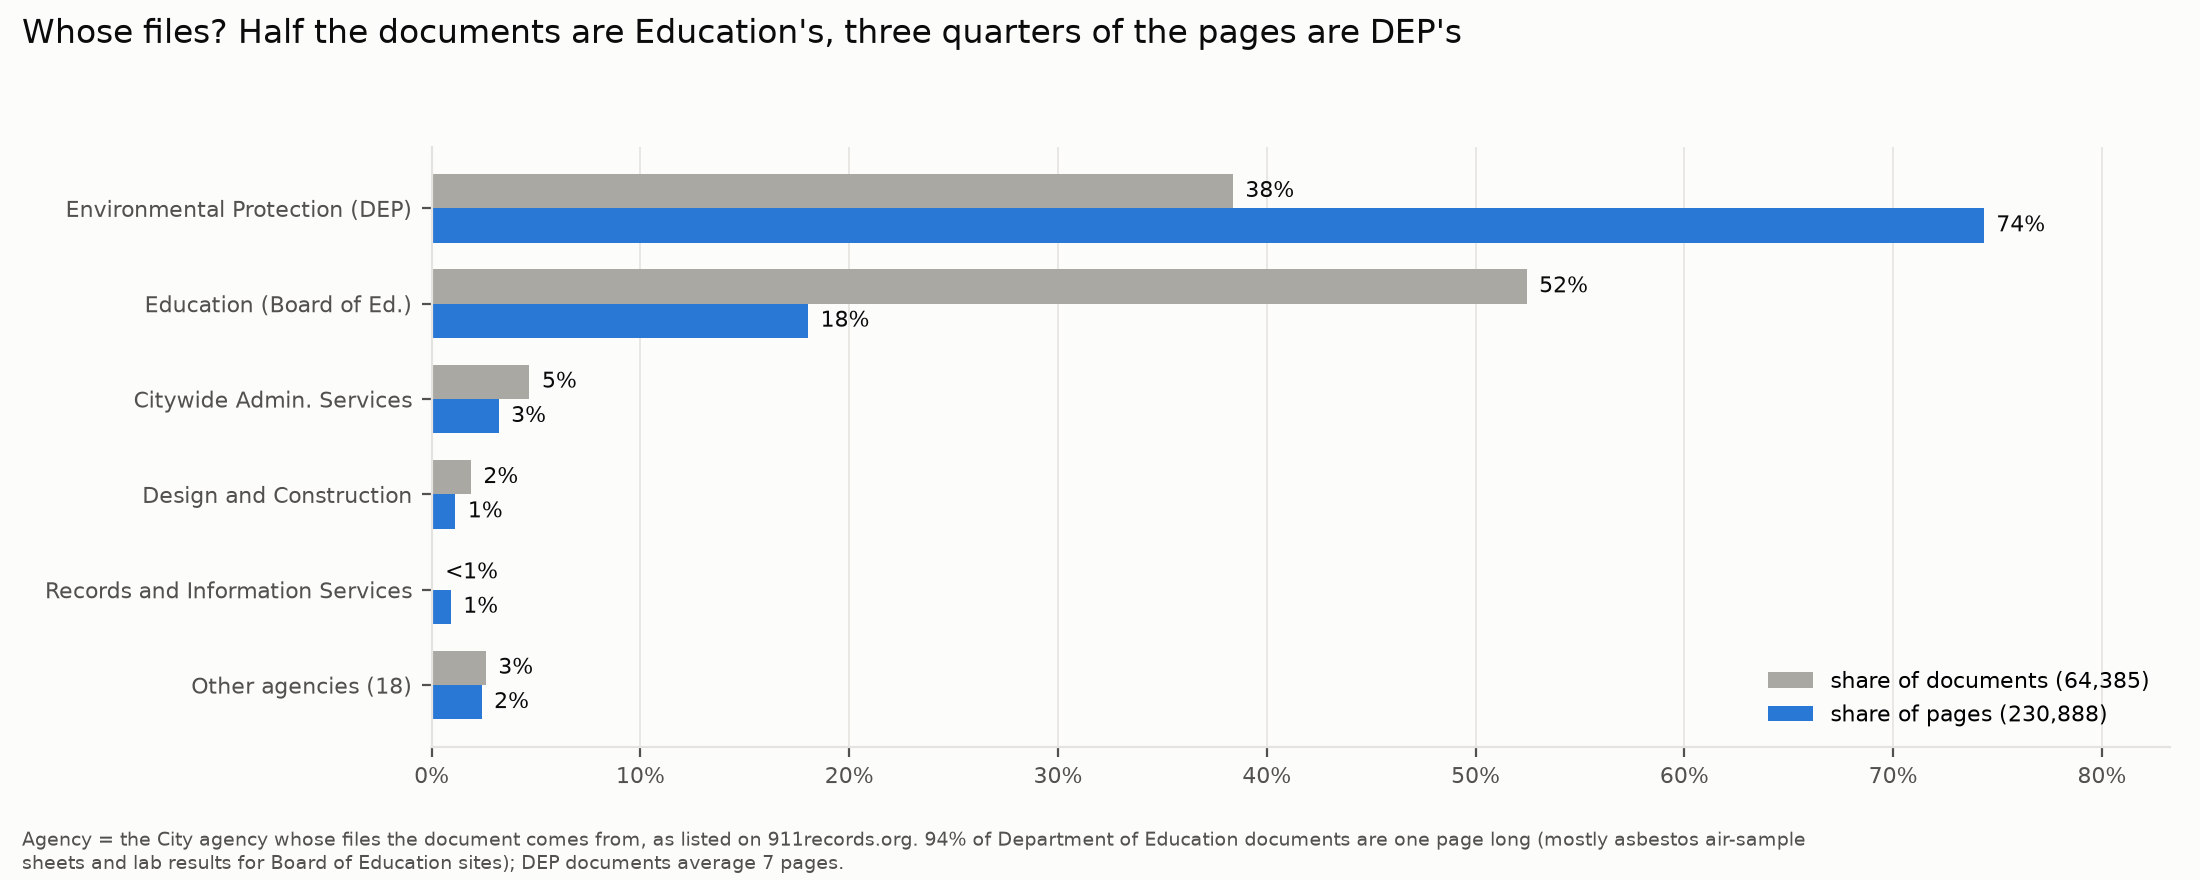 Whose files? Half the documents are Education's, three quarters of the pages are DEP's
Environmental Protection (DEP)
38%
74%
Education (Board of Ed.)
52%
18%
Citywide Admin. Services
5%
3%
Design and Construction
2%
1%
Records and Information Services
<1%
1%
Other agencies (18)
3%
2%
share of documents (64,385)
share of pages (230,888)
0% 10% 20% 30% 40% 50% 60% 70% 80%
Agency = the City agency whose files the document comes from, as listed on 911records.org. 94% of Department of Education documents are one page long (mostly asbestos air-sample
sheets and lab results for Board of Education sites); DEP documents average 7 pages.